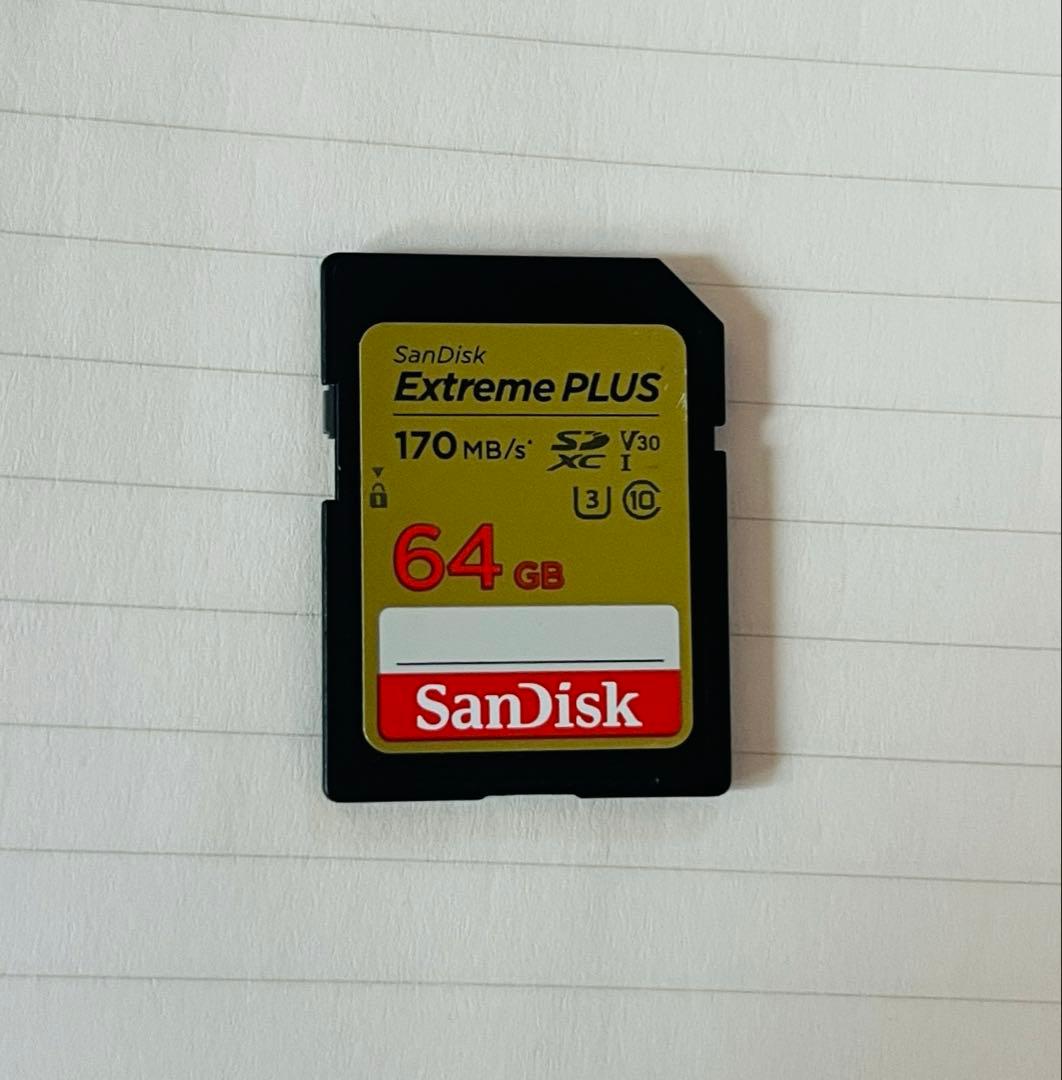 SanDisk
Extreme PLUS
170 MB/s*
SD XC I V30
3 10
64 GB
SanDisk